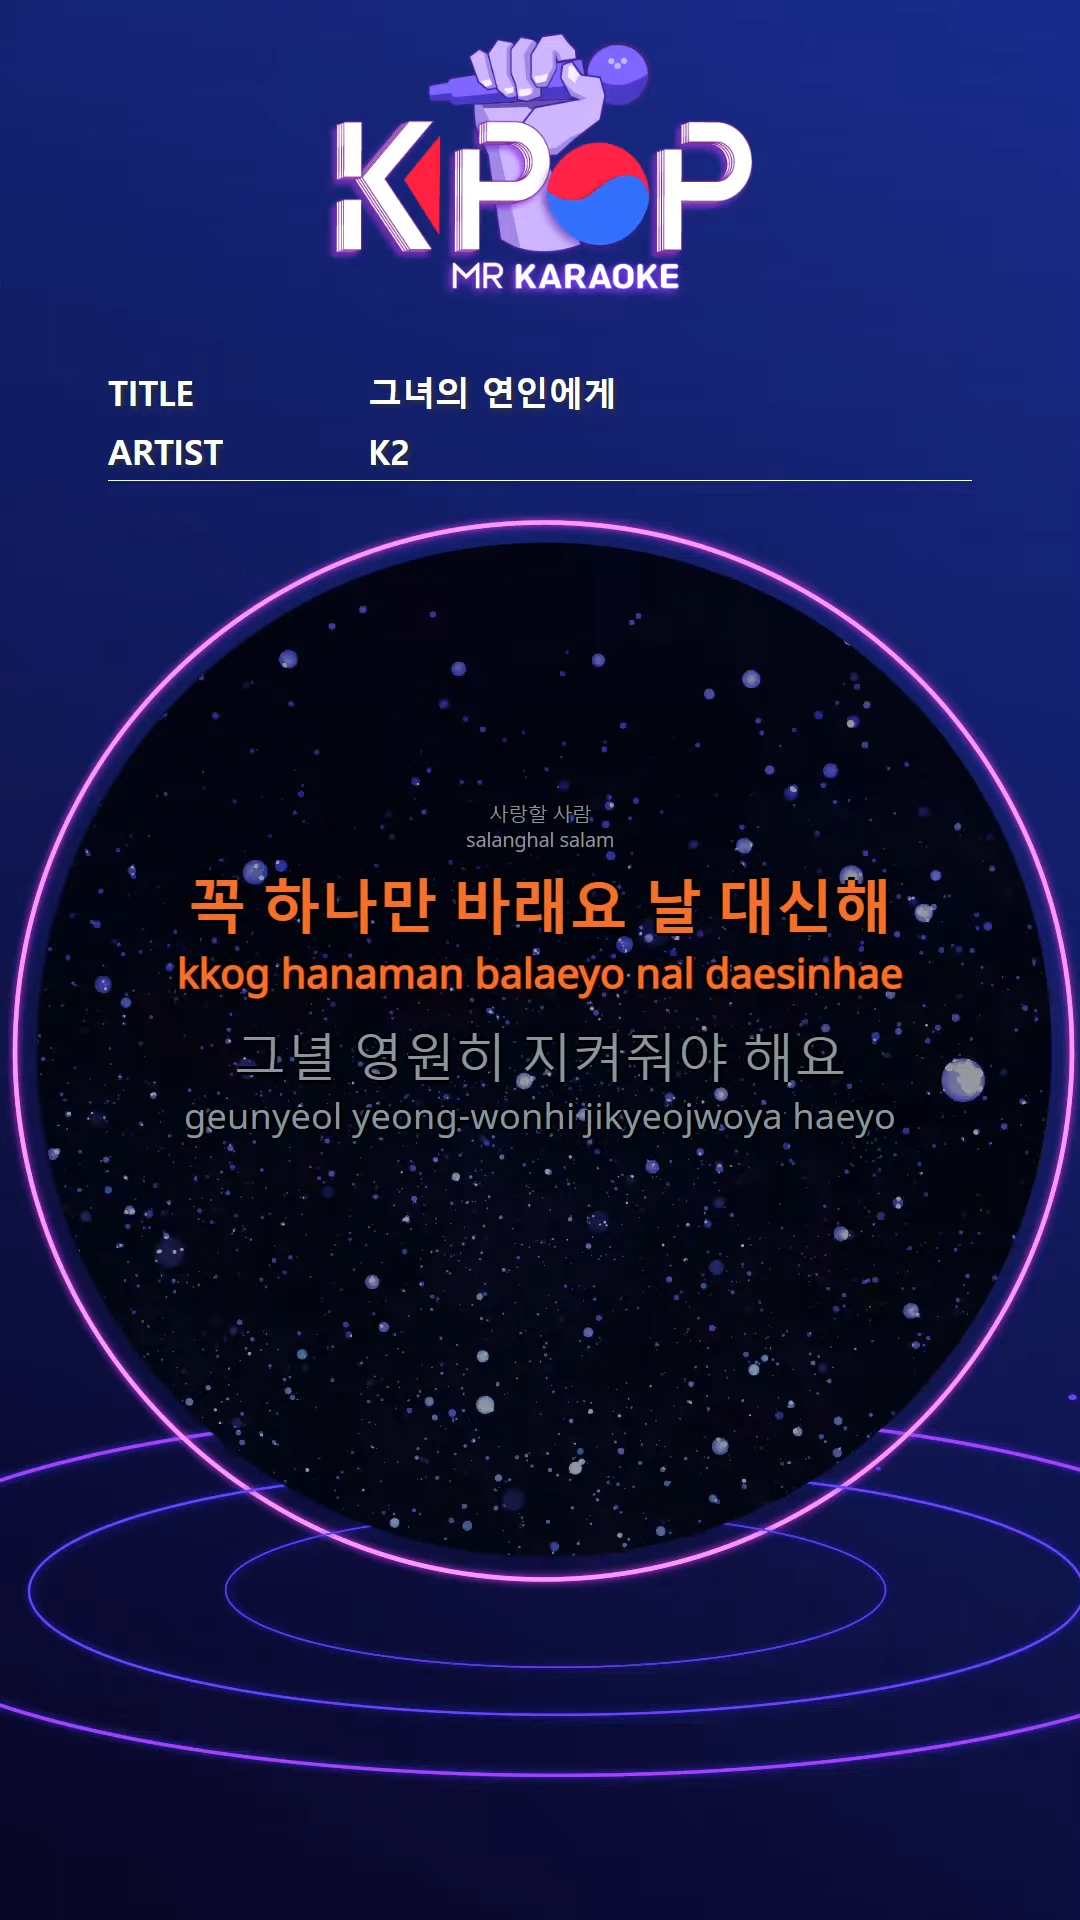 KPOP
MR KARAOKE
TITLE 그녀의 연인에게
ARTIST K2
사랑할 사람
salanghal salam
꼭 하나만 바래요 날 대신해
kkog hanaman balaeyo nal daesinhae
그녈 영원히 지켜줘야 해요
geunyeol yeong-wonhi jikyeojwoya haeyo